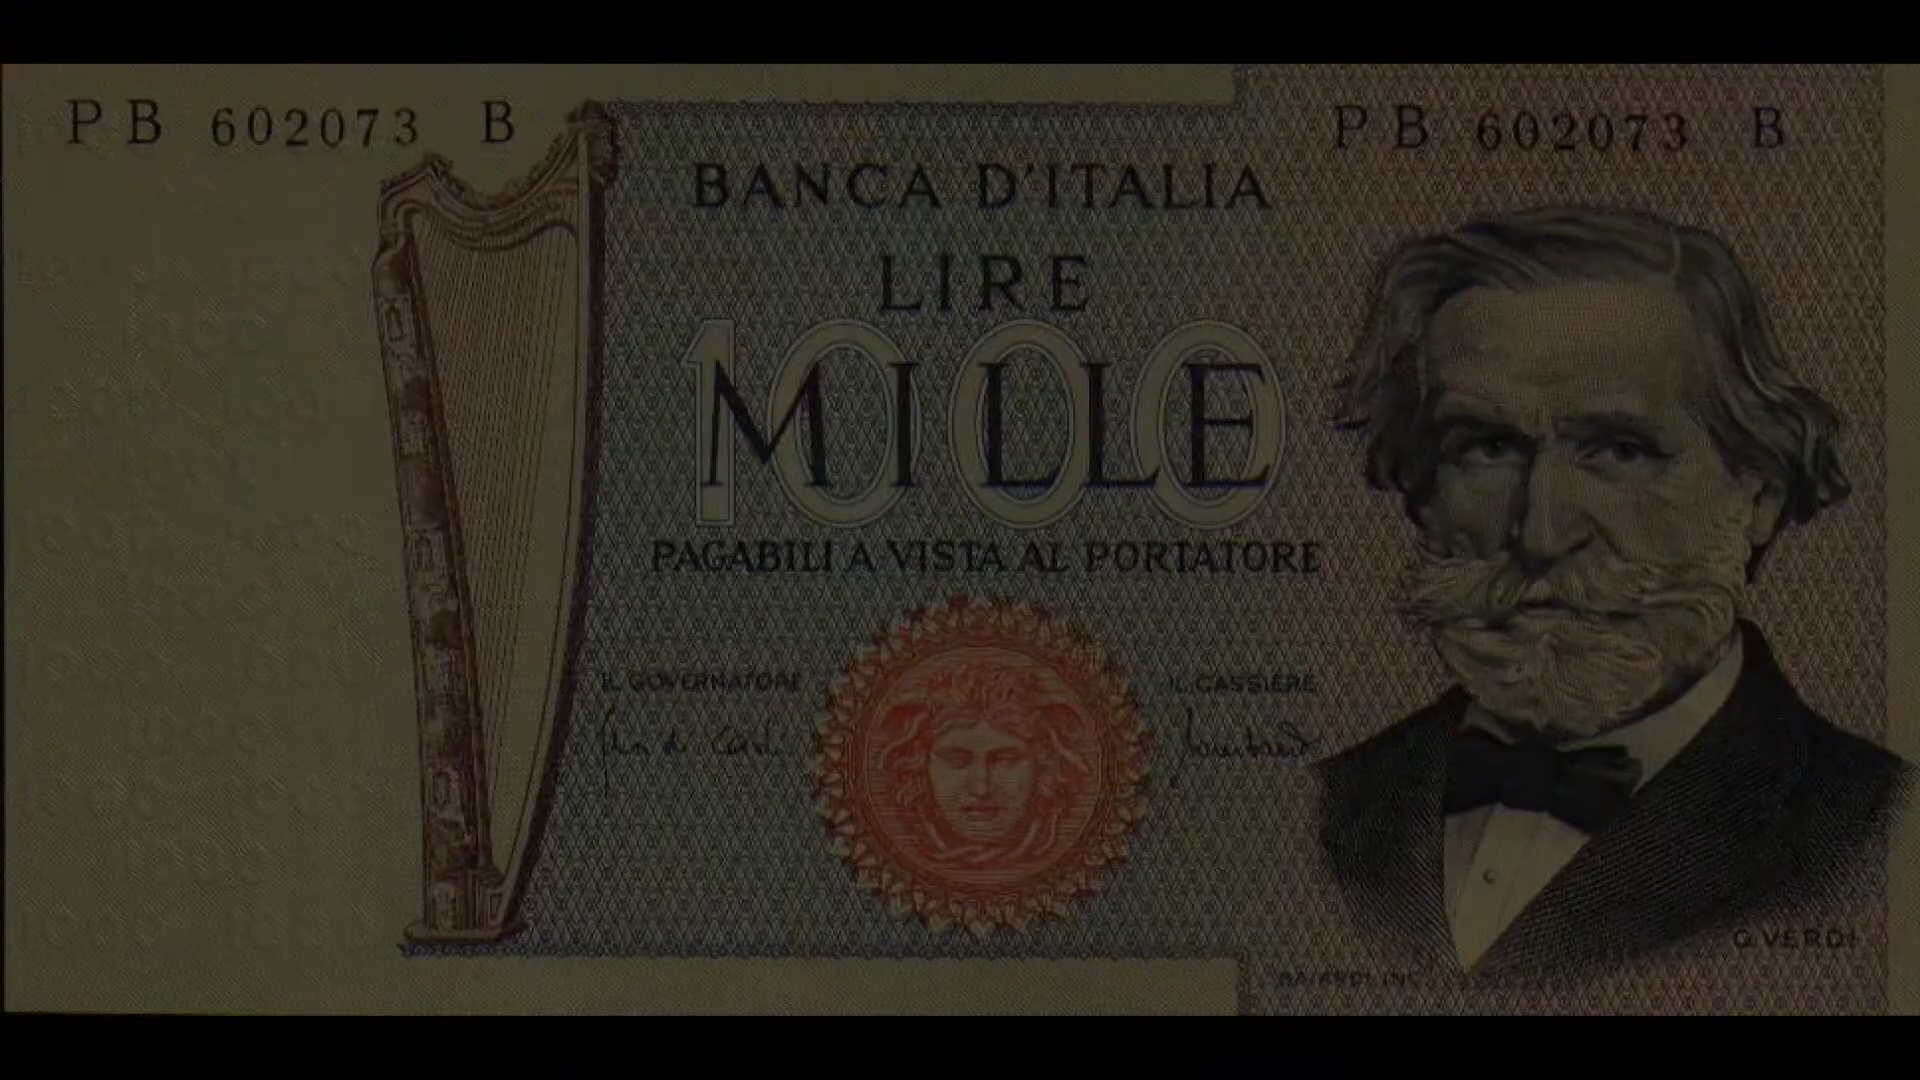 PB 602073 B
PB 602073 B
BANCA D'ITALIA
LIRE
1000
MILLE
PAGABILI A VISTA AL PORTATORE
IL GOVERNATORE
IL CASSIERE
G. VERDI